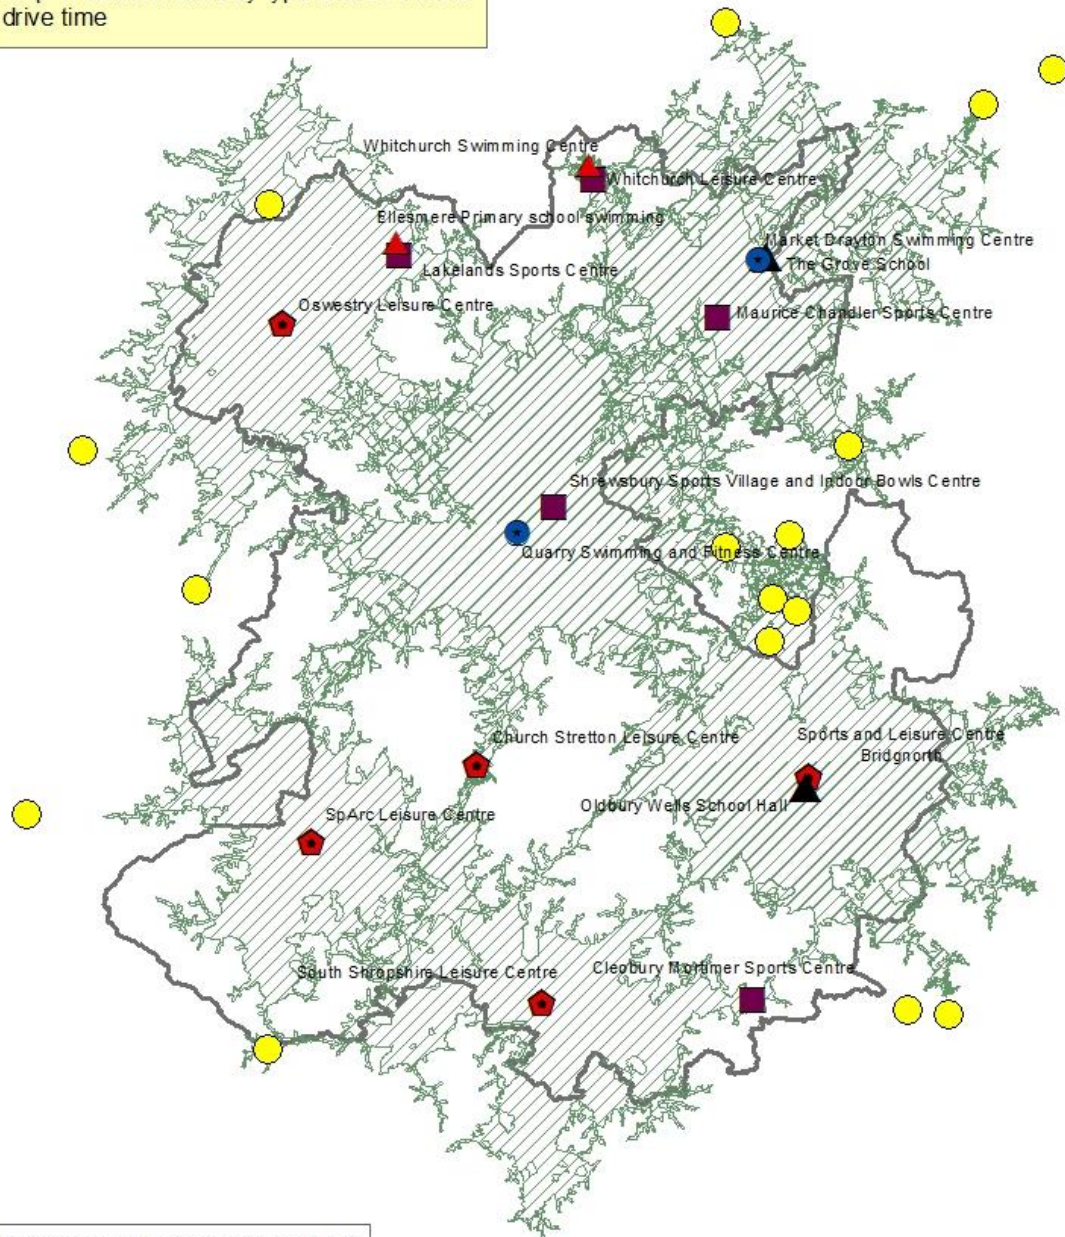 drive time
Whitchurch Swimming Centre
Whitchurch Leisure Centre
Ellesmere Primary school swimming
Market Drayton Swimming Centre
The Grove School
Lakelands Sports Centre
Oswestry Leisure Centre
Maurice Chandler Sports Centre
Shrewsbury Sports Village and Indoor Bowls Centre
Quarry Swimming and Fitness Centre
Church Stretton Leisure Centre
Sports and Leisure Centre
Bridgnorth
Oldbury Wells School Hall
SpArc Leisure Centre
South Shropshire Leisure Centre
Cleobury Mortimer Sports Centre